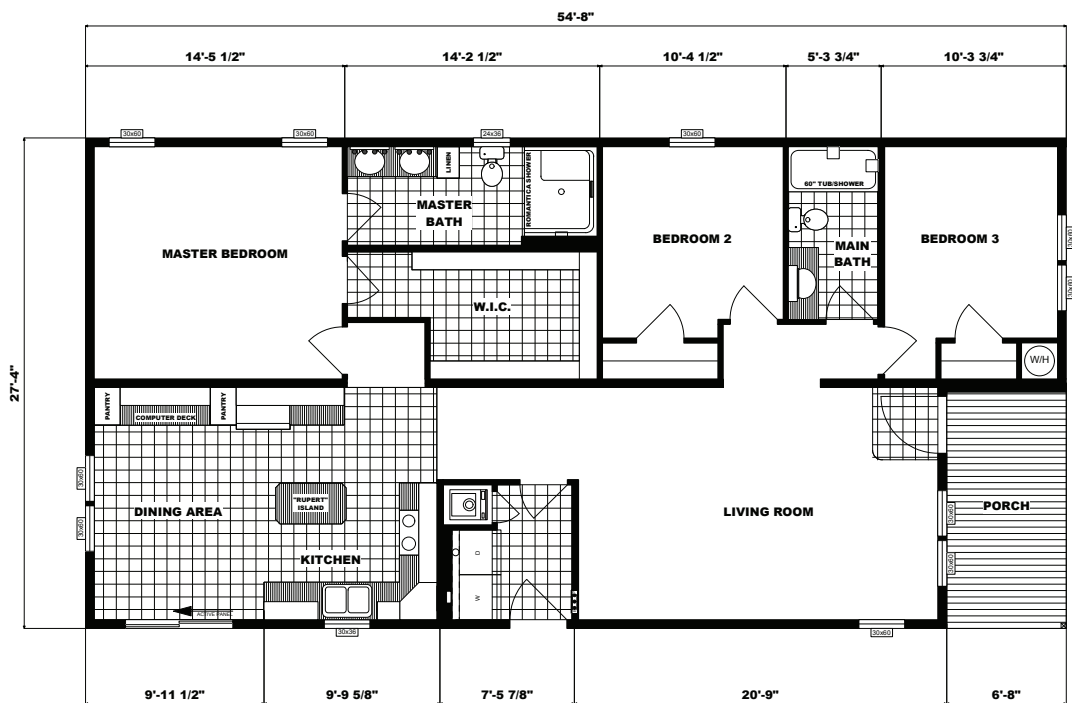 54'-8"
14'-5 1/2" 14'-2 1/2" 10'-4 1/2" 5'-3 3/4" 10'-3 3/4"
30x60 30x60 24x36 30x60
LINEN
ROMANTICA SHOWER
60" TUB/SHOWER
MASTER
BATH
MASTER BEDROOM
BEDROOM 2
MAIN
BATH
BEDROOM 3
30x60
30x60
W.I.C.
W/H
27'-4"
PANTRY
COMPUTER DECK
PANTRY
30x60
30x60
"RUPERT"
ISLAND
DINING AREA
KITCHEN
D
W
LIVING ROOM
PORCH
30x60
30x60
ACTIVE PANEL
30x36
30x60
9'-11 1/2" 9'-9 5/8" 7'-5 7/8" 20'-9" 6'-8"